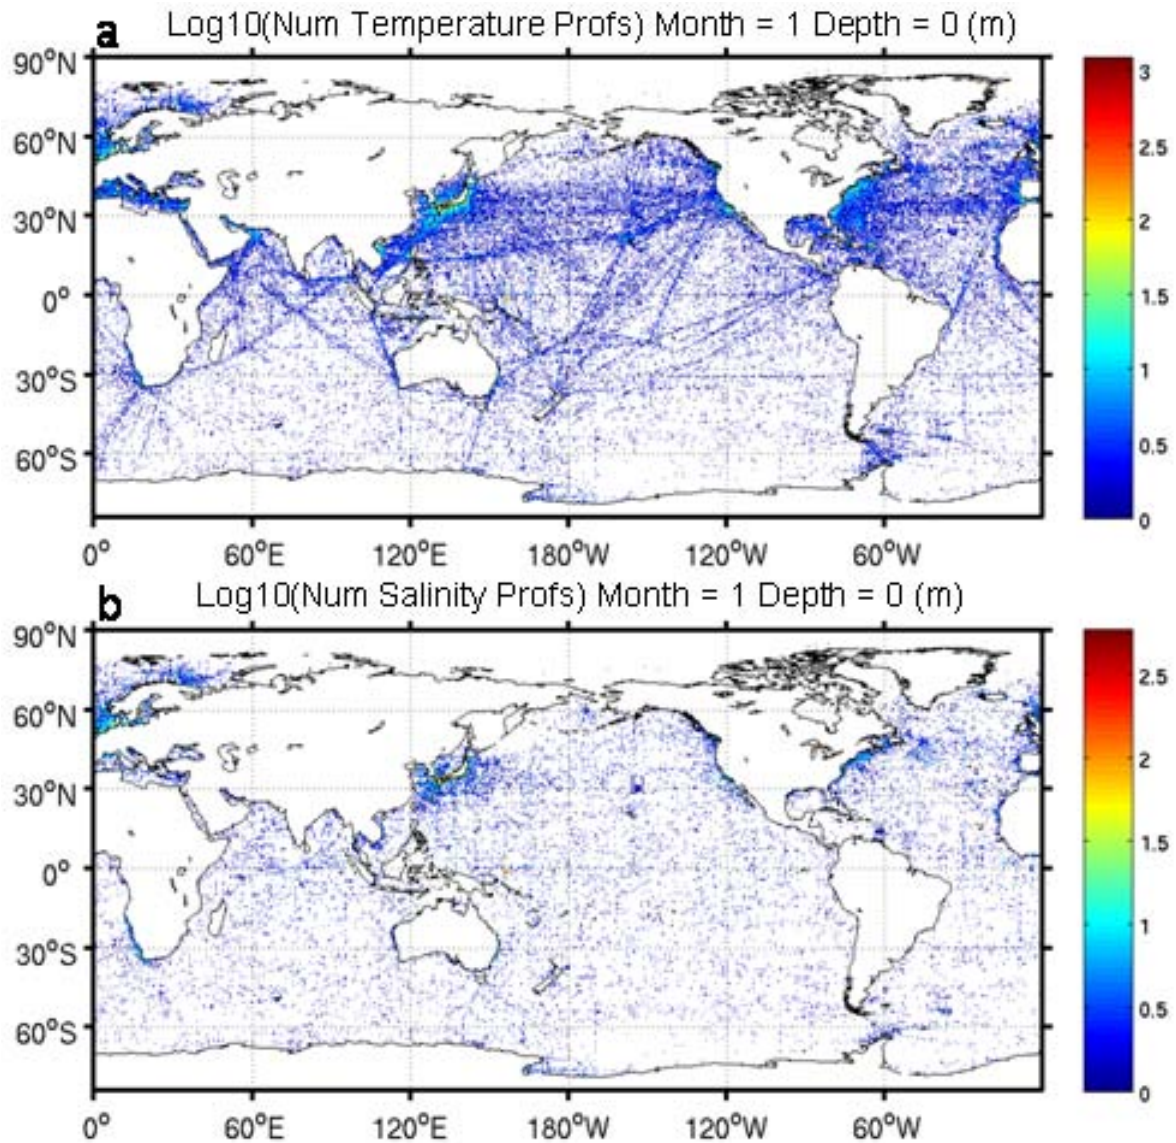 a
Log10(Num Temperature Profs) Month = 1 Depth = 0 (m)
90°N
60°N
30°N
0°
30°S
60°S
0°
60°E
120°E
180°W
120°W
60°W
3
2.5
2
1.5
1
0.5
0
b
Log10(Num Salinity Profs) Month = 1 Depth = 0 (m)
90°N
60°N
30°N
0°
30°S
60°S
0°
60°E
120°E
180°W
120°W
60°W
2.5
2
1.5
1
0.5
0